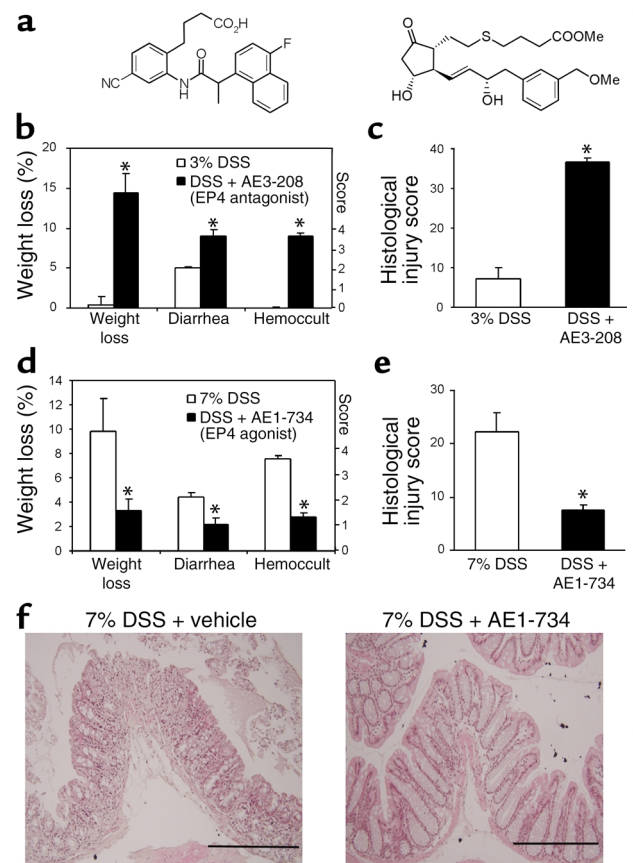 a
CO2H
F
O
NC
N
H
O
S
COOMe
HO
OH
OMe
b
Weight loss (%)
20
15
10
5
0
3% DSS
DSS + AE3-208
(EP4 antagonist)
*
*
*
Score
4
3
2
1
0
Weight
loss
Diarrhea
Hemoccult
c
Histological
injury score
40
30
20
10
0
*
3% DSS
DSS +
AE3-208
d
Weight loss (%)
14
12
10
8
6
4
2
0
7% DSS
DSS + AE1-734
(EP4 agonist)
*
*
*
Score
4
3
2
1
0
Weight
loss
Diarrhea
Hemoccult
e
Histological
injury score
30
20
10
0
*
7% DSS
DSS +
AE1-734
f
7% DSS + vehicle
7% DSS + AE1-734